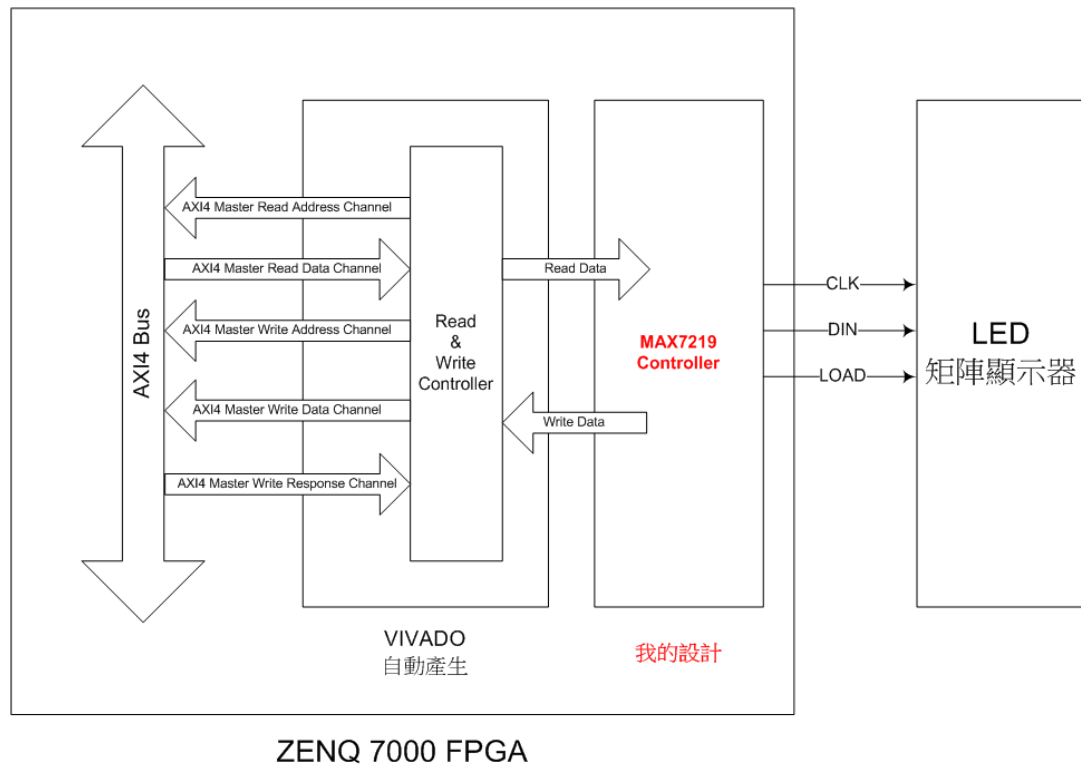 AXI4 Bus
AXI4 Master Read Address Channel
AXI4 Master Read Data Channel
AXI4 Master Write Address Channel
AXI4 Master Write Data Channel
AXI4 Master Write Response Channel
Read
&
Write
Controller
Read Data
Write Data
MAX7219
Controller
CLK
DIN
LOAD
LED
矩陣顯示器
VIVADO
自動產生
我的設計
ZENQ 7000 FPGA